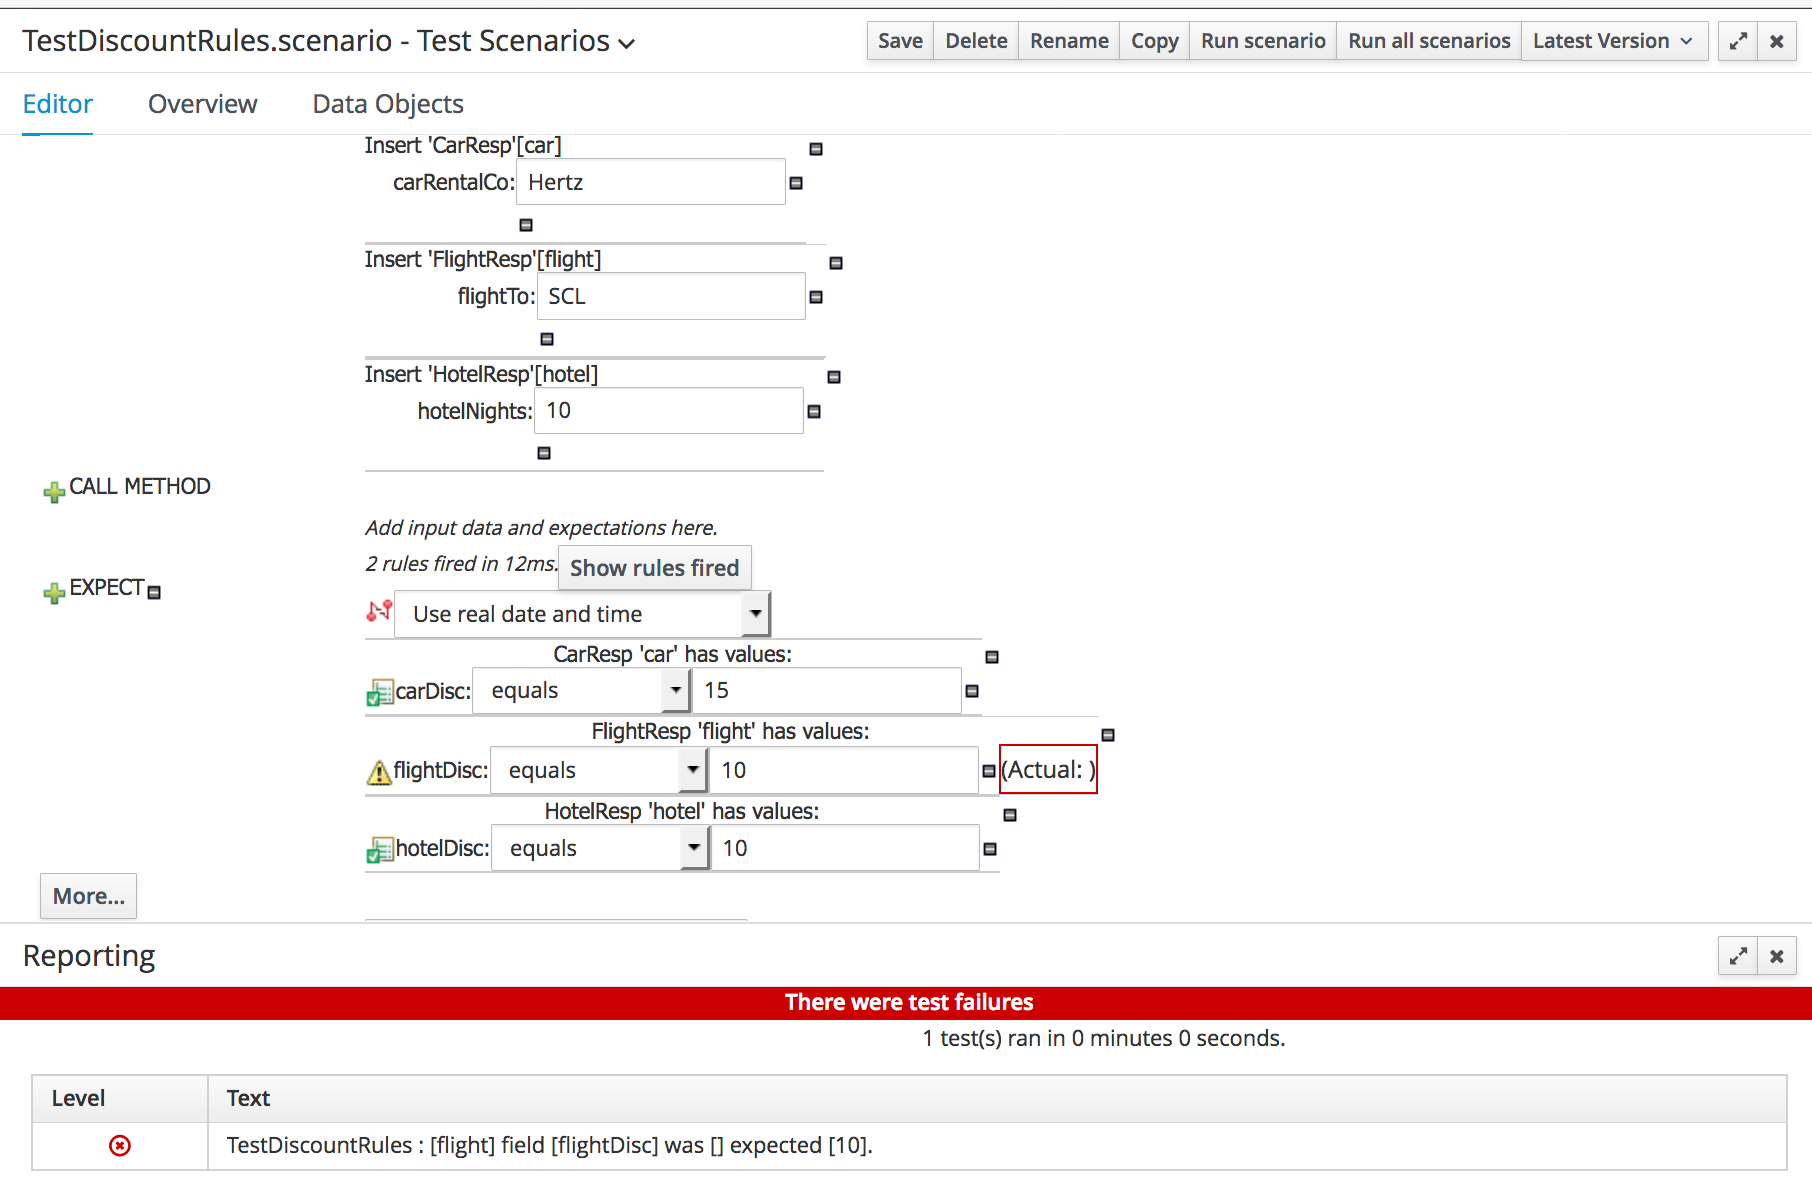 TestDiscountRules.scenario - Test Scenarios
Save Delete Rename Copy Run scenario Run all scenarios Latest Version
Editor Overview Data Objects
Insert 'CarResp'[car]
carRentalCo: Hertz
Insert 'FlightResp'[flight]
flightTo: SCL
Insert 'HotelResp'[hotel]
hotelNights: 10
CALL METHOD
Add input data and expectations here.
2 rules fired in 12ms. Show rules fired
EXPECT
Use real date and time
CarResp 'car' has values:
carDisc: equals 15
FlightResp 'flight' has values:
flightDisc: equals 10 (Actual: )
HotelResp 'hotel' has values:
hotelDisc: equals 10
More...
Reporting
There were test failures
1 test(s) ran in 0 minutes 0 seconds.
Level Text
TestDiscountRules : [flight] field [flightDisc] was [] expected [10].